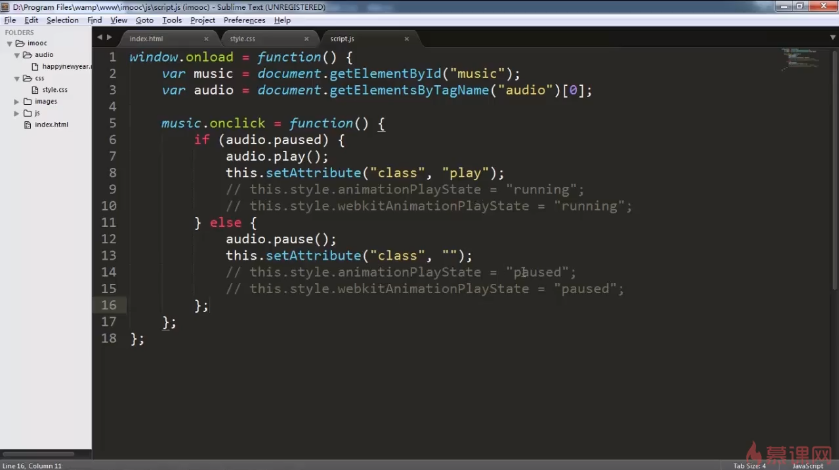 D:\Program Files\wamp\www\imooc\js\script.js (imooc) - Sublime Text (UNREGISTERED)
File Edit Selection Find View Goto Tools Project Preferences Help
FOLDERS
imooc
audio
happynewyear.
css
style.css
images
js
index.html
index.html × style.css × script.js ×
1 window.onload = function() {
2 var music = document.getElementById("music");
3 var audio = document.getElementsByTagName("audio")[0];
4
5 music.onclick = function() {
6 if (audio.paused) {
7 audio.play();
8 this.setAttribute("class", "play");
9 // this.style.animationPlayState = "running";
10 // this.style.webkitAnimationPlayState = "running";
11 } else {
12 audio.pause();
13 this.setAttribute("class", "");
14 // this.style.animationPlayState = "paused";
15 // this.style.webkitAnimationPlayState = "paused";
16 };
17 };
18 };
Line 16, Column 11 Tab Size: 4 JavaScript
慕课网